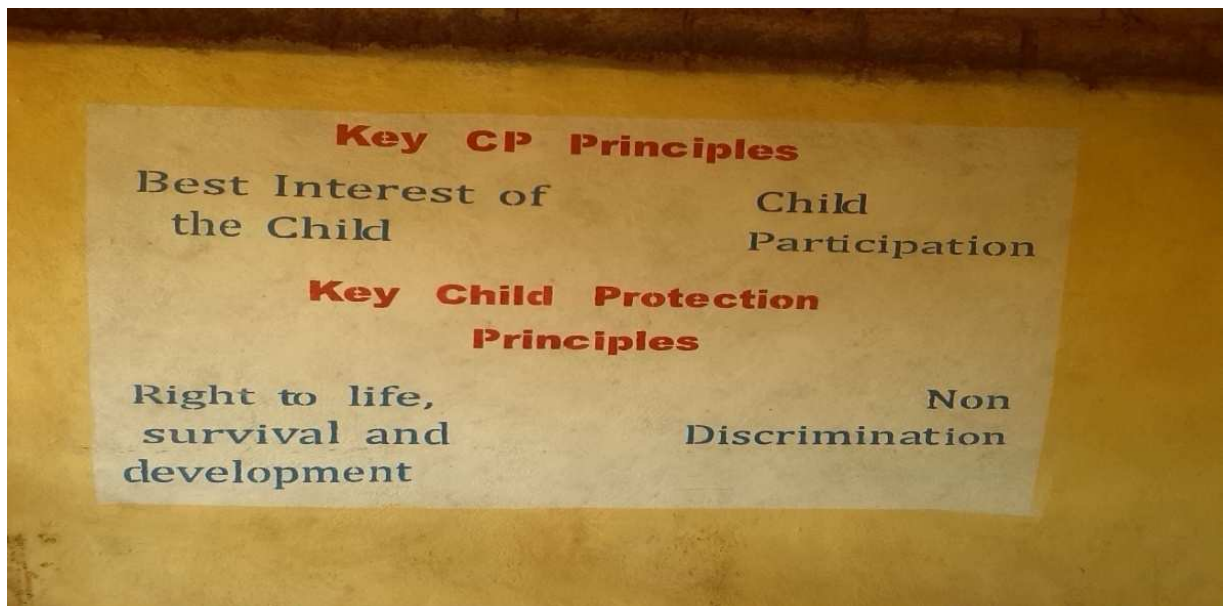 Key CP Principles
Best Interest of
the Child
Child
Participation
Key Child Protection
Principles
Right to life,
survival and
development
Non
Discrimination